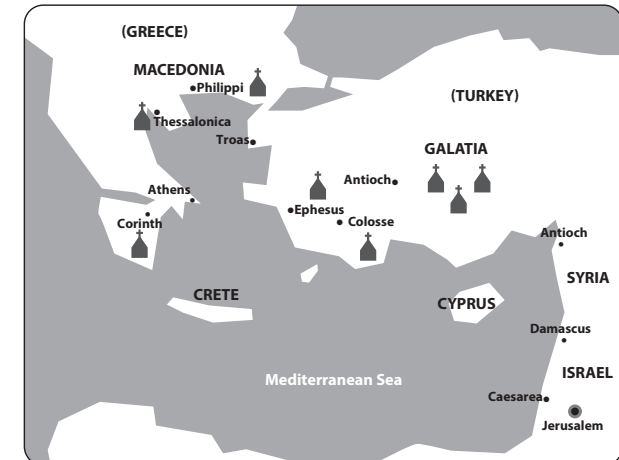 (GREECE)
MACEDONIA
Philippi
(TURKEY)
Thessalonica
Troas
GALATIA
Antioch
Athens
Ephesus
Colosse
Corinth
Antioch
SYRIA
CRETE
CYPRUS
Damascus
ISRAEL
Mediterranean Sea
Caesarea
Jerusalem